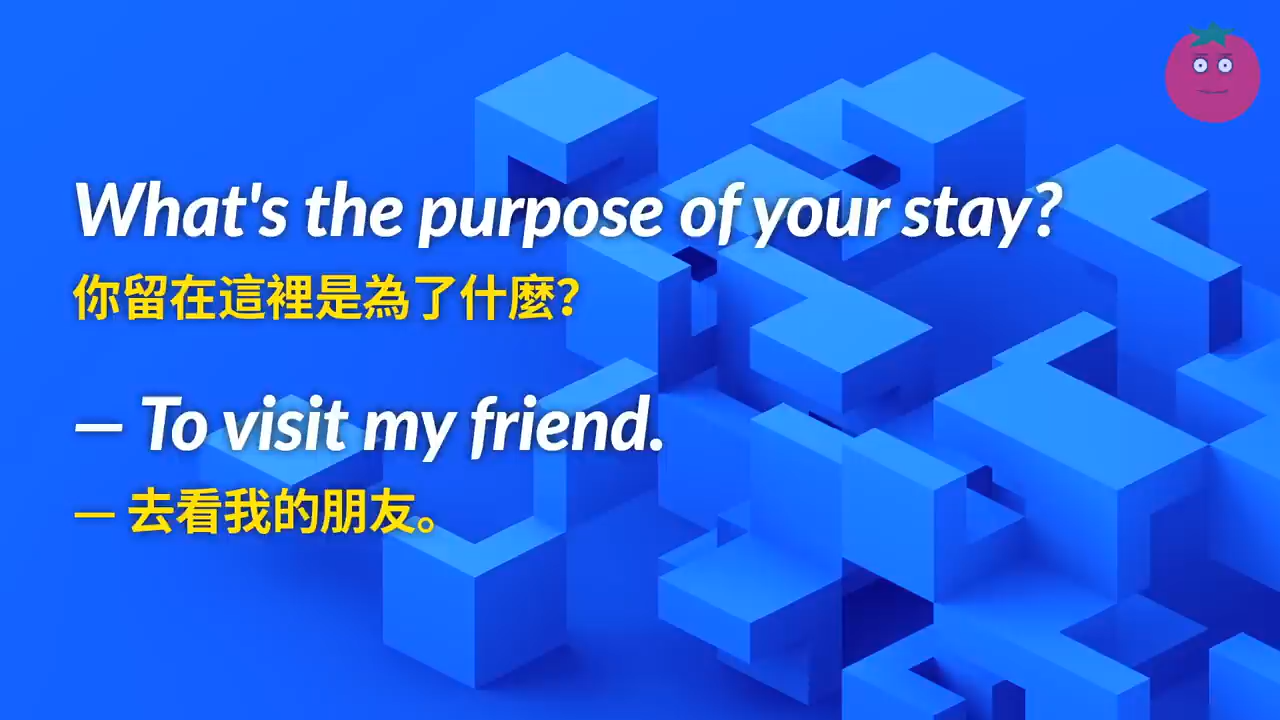 What's the purpose of your stay?
你留在這裡是為了什麼？
— To visit my friend.
— 去看我的朋友。